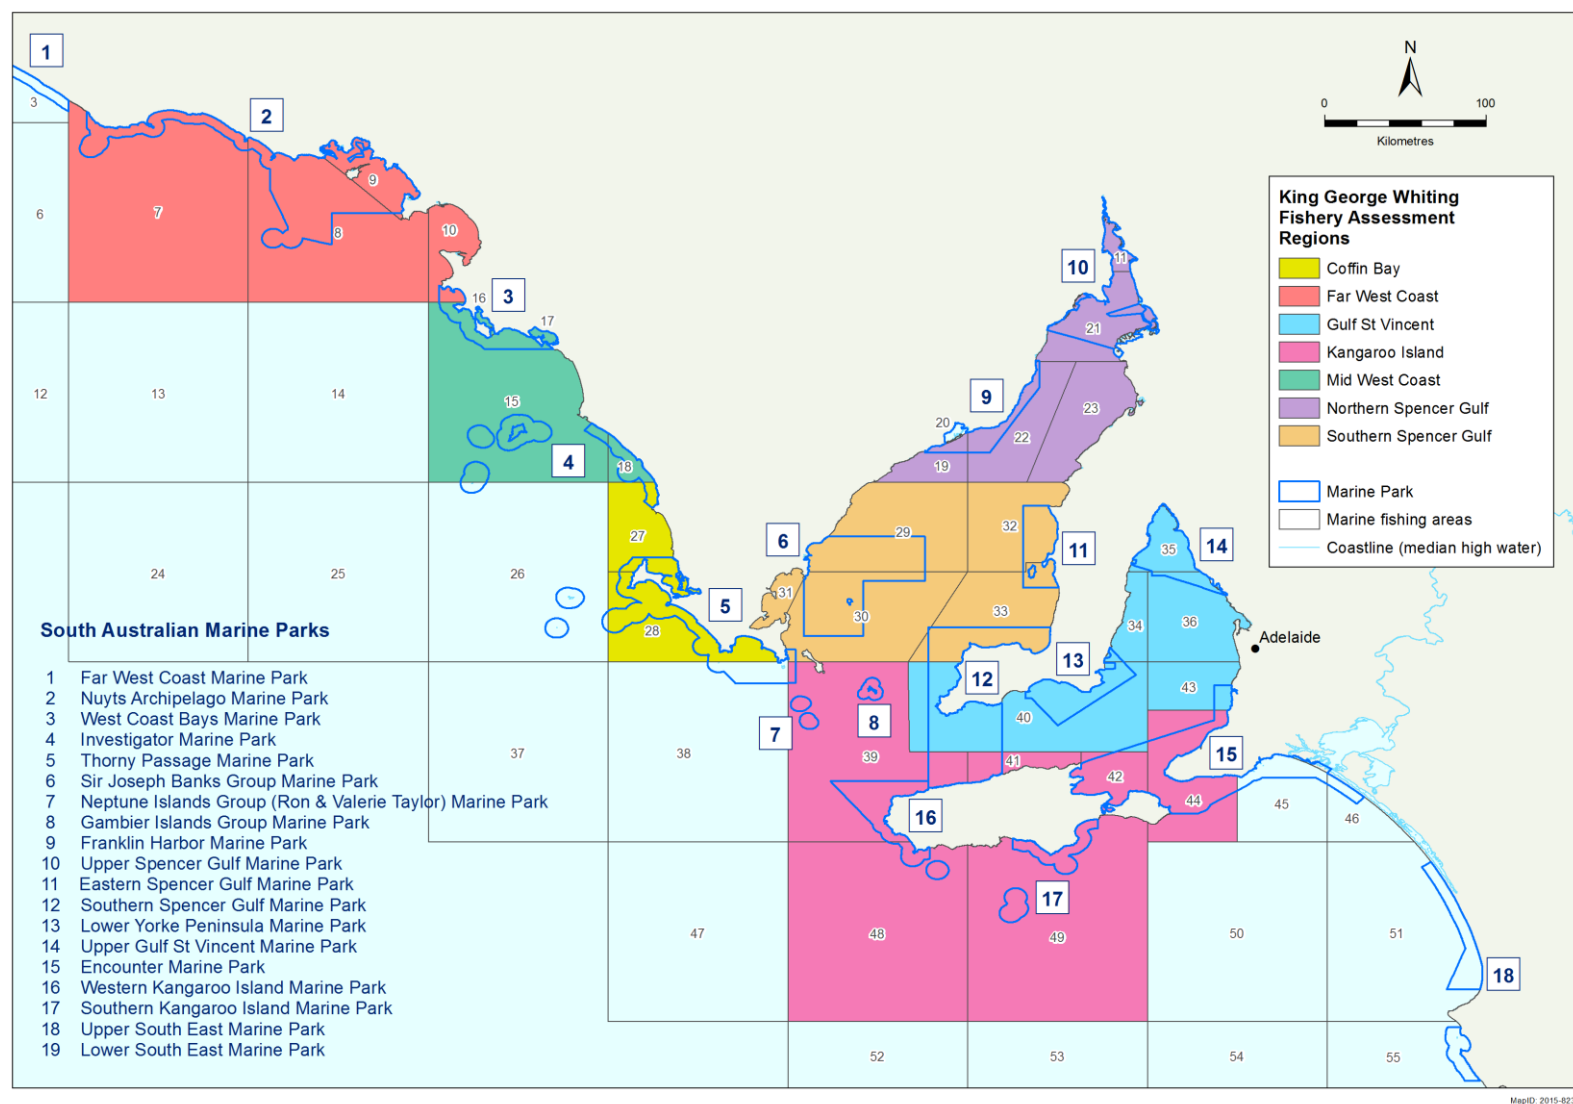 1
3
2
N
0 100
Kilometres
9
6
7
8
10
King George Whiting
Fishery Assessment
Regions
Coffin Bay
Far West Coast
Gulf St Vincent
Kangaroo Island
Mid West Coast
Northern Spencer Gulf
Southern Spencer Gulf
Marine Park
Marine fishing areas
Coastline (median high water)
10
11
16
3
17
21
12
13
14
15
9
20
22
23
4
18
19
27
29
32
6
11
35
14
24
25
26
5
31
30
33
28
34
36
Adelaide
13
12
43
7
8
40
37
38
39
41
42
15
44
45
46
16
17
47
48
49
50
51
18
52
53
54
55
South Australian Marine Parks
1 Far West Coast Marine Park
2 Nuyts Archipelago Marine Park
3 West Coast Bays Marine Park
4 Investigator Marine Park
5 Thorny Passage Marine Park
6 Sir Joseph Banks Group Marine Park
7 Neptune Islands Group (Ron & Valerie Taylor) Marine Park
8 Gambier Islands Group Marine Park
9 Franklin Harbor Marine Park
10 Upper Spencer Gulf Marine Park
11 Eastern Spencer Gulf Marine Park
12 Southern Spencer Gulf Marine Park
13 Lower Yorke Peninsula Marine Park
14 Upper Gulf St Vincent Marine Park
15 Encounter Marine Park
16 Western Kangaroo Island Marine Park
17 Southern Kangaroo Island Marine Park
18 Upper South East Marine Park
19 Lower South East Marine Park
MapID: 2015-823